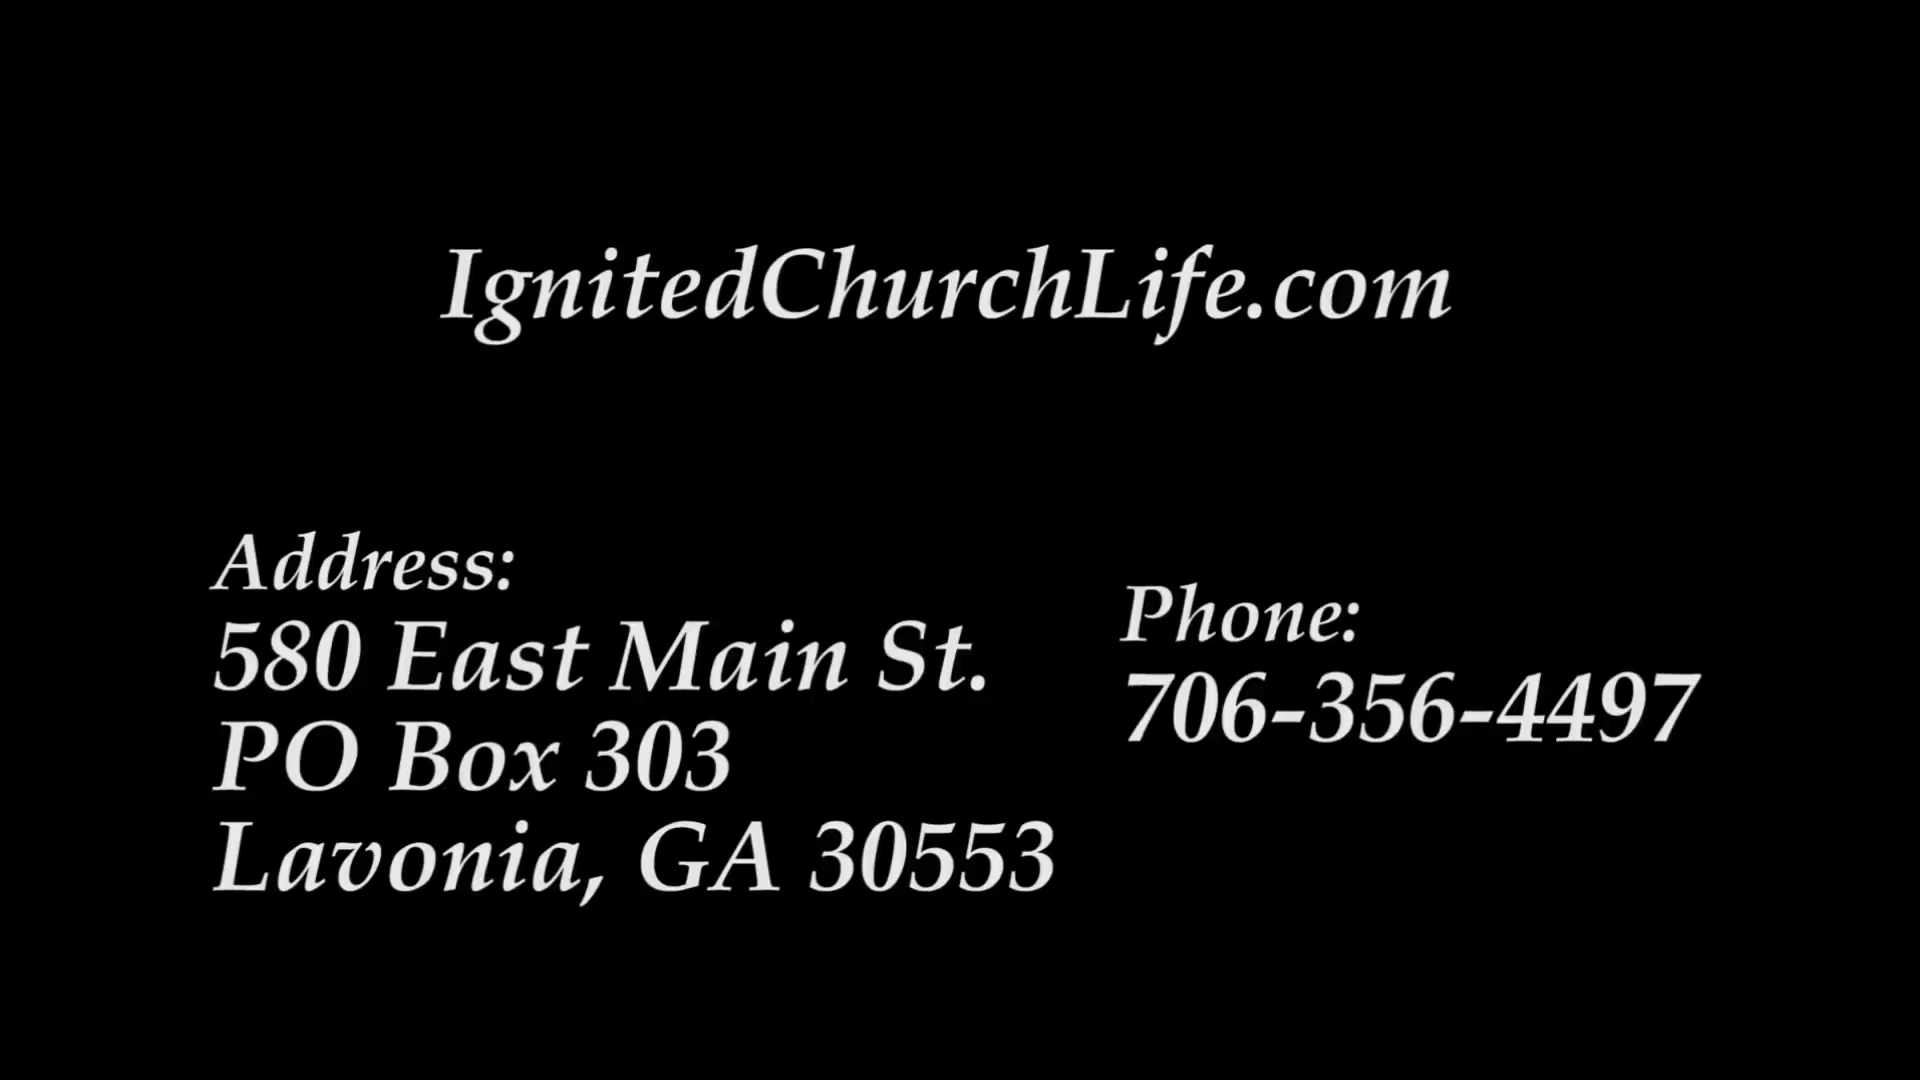 IgnitedChurchLife.com
Address:
580 East Main St.
PO Box 303
Lavonia, GA 30553
Phone:
706-356-4497